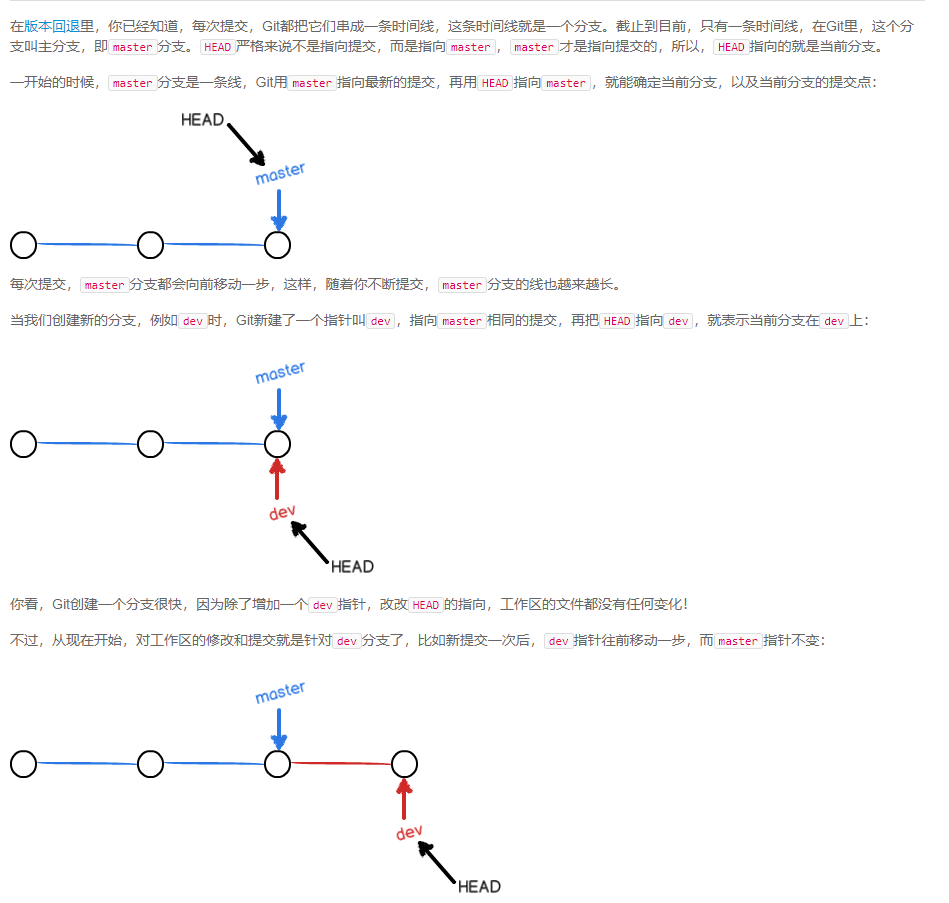 在版本回退里，你已经知道，每次提交，Git都把它们串成一条时间线，这条时间线就是一个分支。截止到目前，只有一条时间线，在Git里，这个分
支叫主分支，即master分支。HEAD严格来说不是指向提交，而是指向master，master才是指向提交的，所以，HEAD指向的就是当前分支。
一开始的时候，master分支是一条线，Git用master指向最新的提交，再用HEAD指向master，就能确定当前分支，以及当前分支的提交点：
HEAD
master
每次提交，master分支都会向前移动一步，这样，随着你不断提交，master分支的线也越来越长。
当我们创建新的分支，例如dev时，Git新建了一个指针叫dev，指向master相同的提交，再把HEAD指向dev，就表示当前分支在dev上：
master
dev
HEAD
你看，Git创建一个分支很快，因为除了增加一个dev指针，改改HEAD的指向，工作区的文件都没有任何变化！
不过，从现在开始，对工作区的修改和提交就是针对dev分支了，比如新提交一次后，dev指针往前移动一步，而master指针不变：
master
dev
HEAD